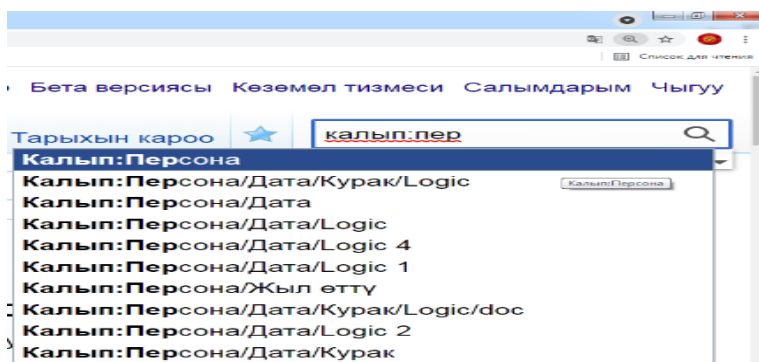 Список для чтения
Бета версиясы Көзөмөл тизмеси Салымдарым Чыгуу
Тарыхын кароо калып:пер
Калып:Персона
Калып:Персона/Дата/Курак/Logic
Калып:Персона
Калып:Персона/Дата
Калып:Персона/Дата/Logic
Калып:Персона/Дата/Logic 4
Калып:Персона/Дата/Logic 1
Калып:Персона/Жыл өттү
Калып:Персона/Дата/Курак/Logic/doc
Калып:Персона/Дата/Logic 2
Калып:Персона/Дата/Курак